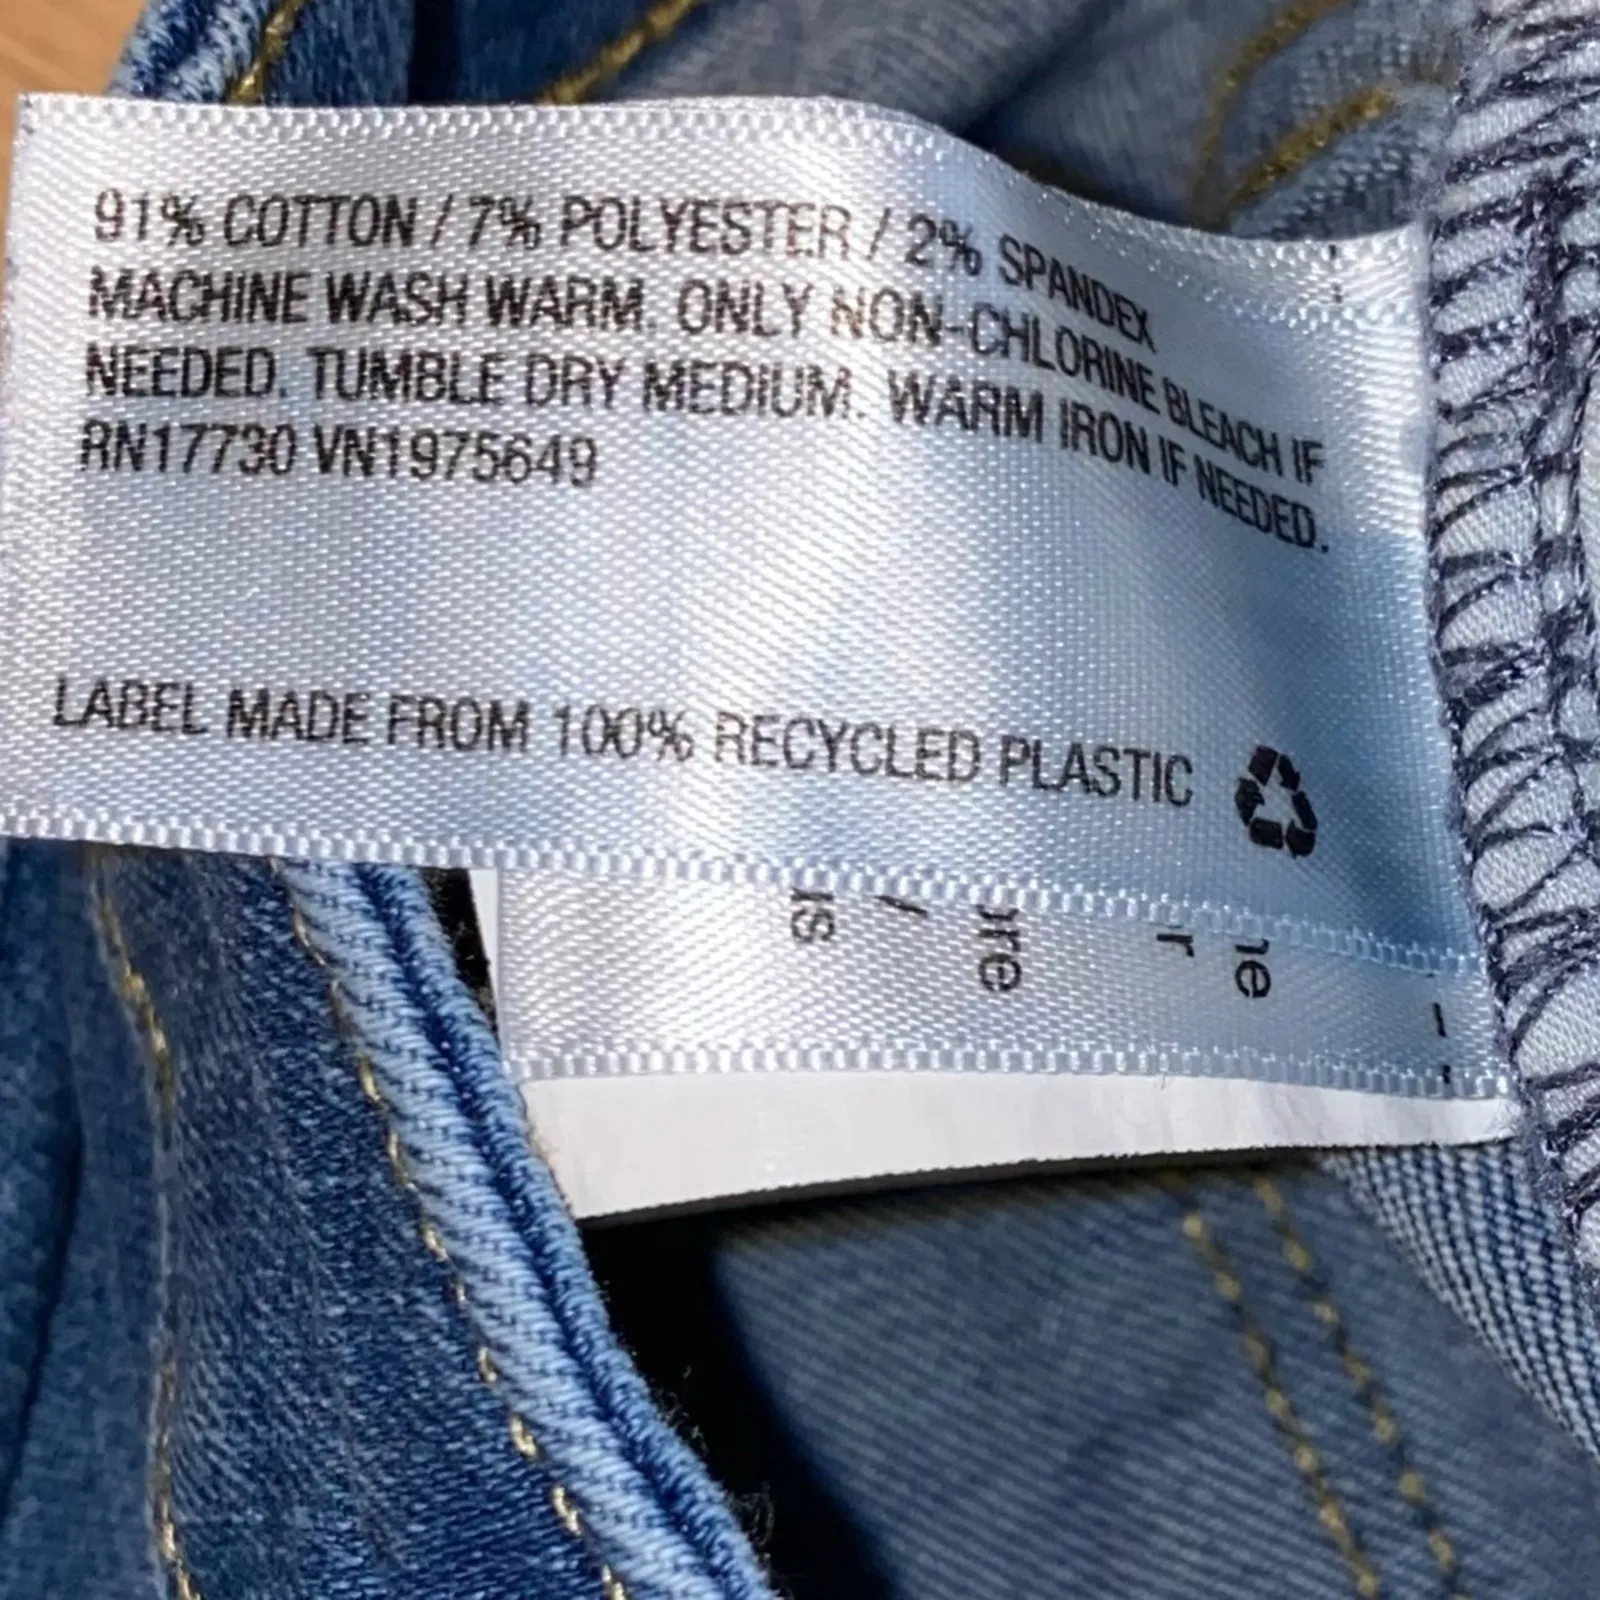 91% COTTON / 7% POLYESTER / 2% SPANDEX
MACHINE WASH WARM. ONLY NON-CHLORINE BLEACH IF
NEEDED. TUMBLE DRY MEDIUM. WARM IRON IF NEEDED.
RN17730 VN1975649
LABEL MADE FROM 100% RECYCLED PLASTIC